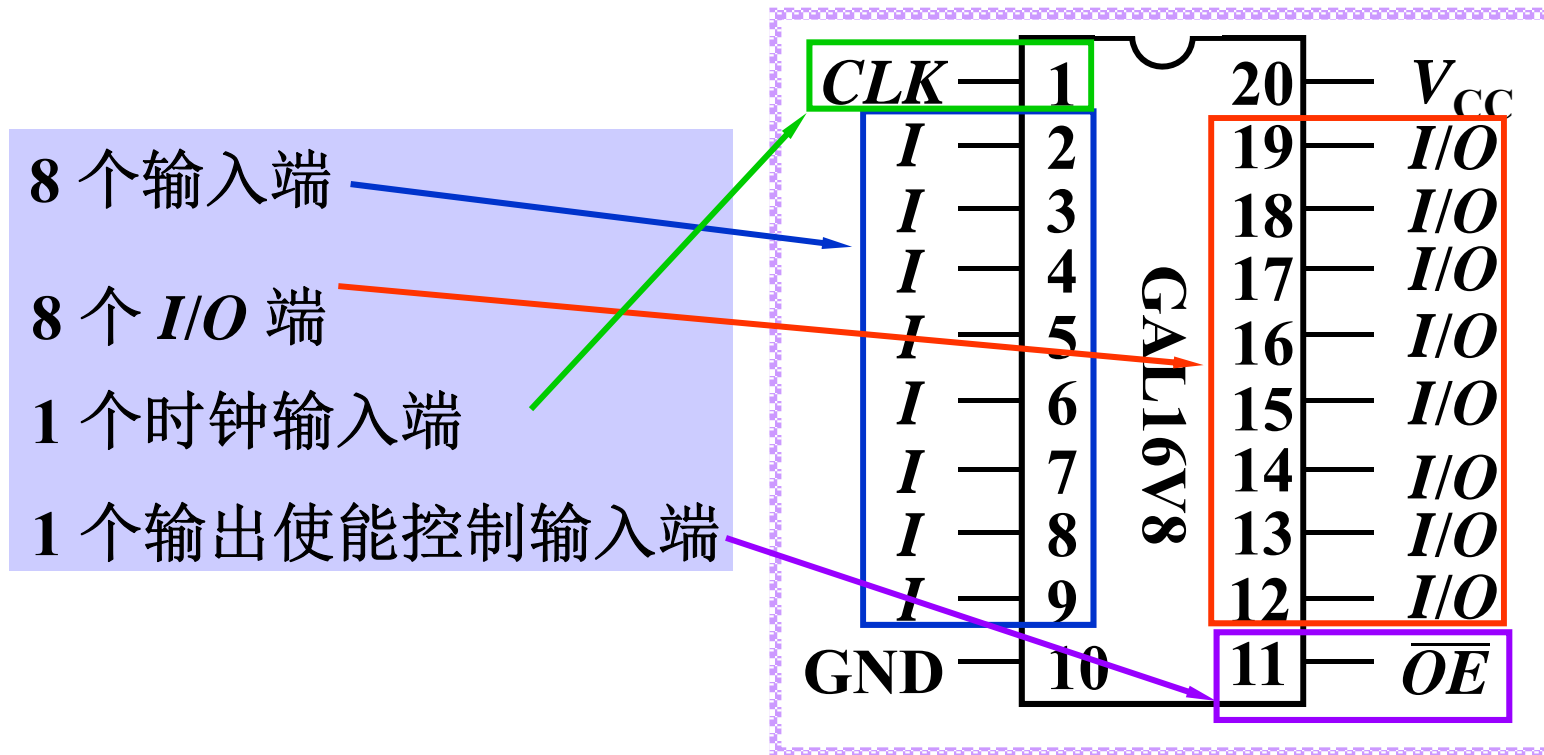 8 个输入端
8 个 I/O 端
1 个时钟输入端
1 个输出使能控制输入端
CLK 1 20 VCC
I 2 19 I/O
I 3 18 I/O
I 4 17 I/O
I 5 16 I/O
I 6 15 I/O
I 7 14 I/O
I 8 13 I/O
I 9 12 I/O
GND 10 11 O̅E̅
GAL16V8